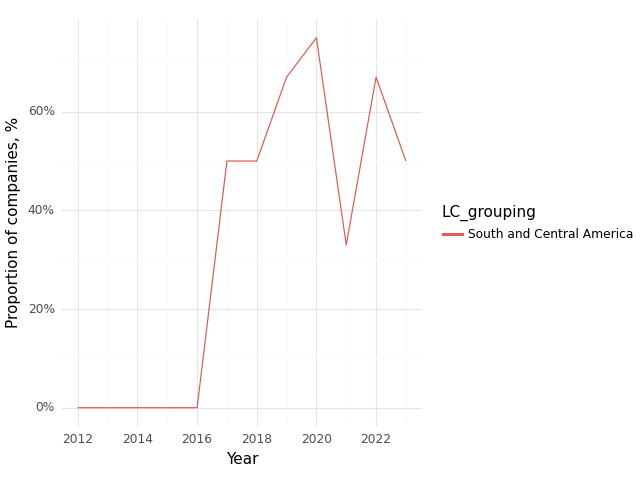 Proportion of companies, %
60%
40%
20%
0%
2012 2014 2016 2018 2020 2022
Year
LC_grouping
South and Central America